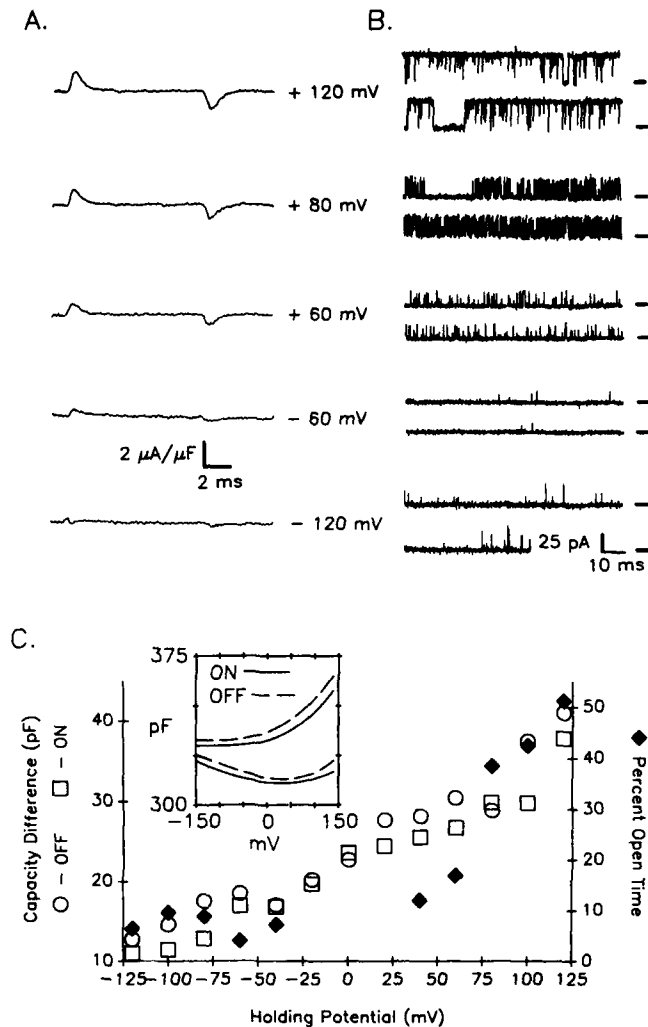 A.
B.
+ 120 mV
+ 80 mV
+ 60 mV
− 60 mV
2 μA/μF
2 ms
− 120 mV
25 pA
10 ms
C.
375
ON
OFF
pF
300
−150
0
150
mV
40
30
20
10
Capacity Difference (pF)
○ − OFF □ − ON
50
40
30
20
10
0
◆ Percent Open Time
−125 −100 −75 −50 −25 0 25 50 75 100 125
Holding Potential (mV)